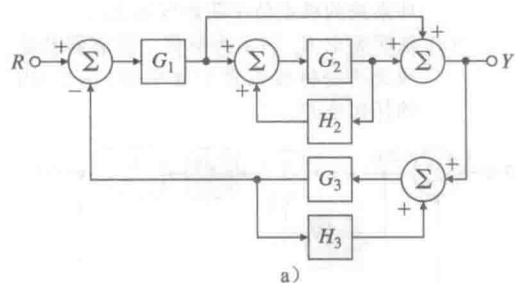 + +
R + Σ G₁ + Σ G₂ + Σ Y
− +
H₂
G₃ + Σ
+
H₃
a）